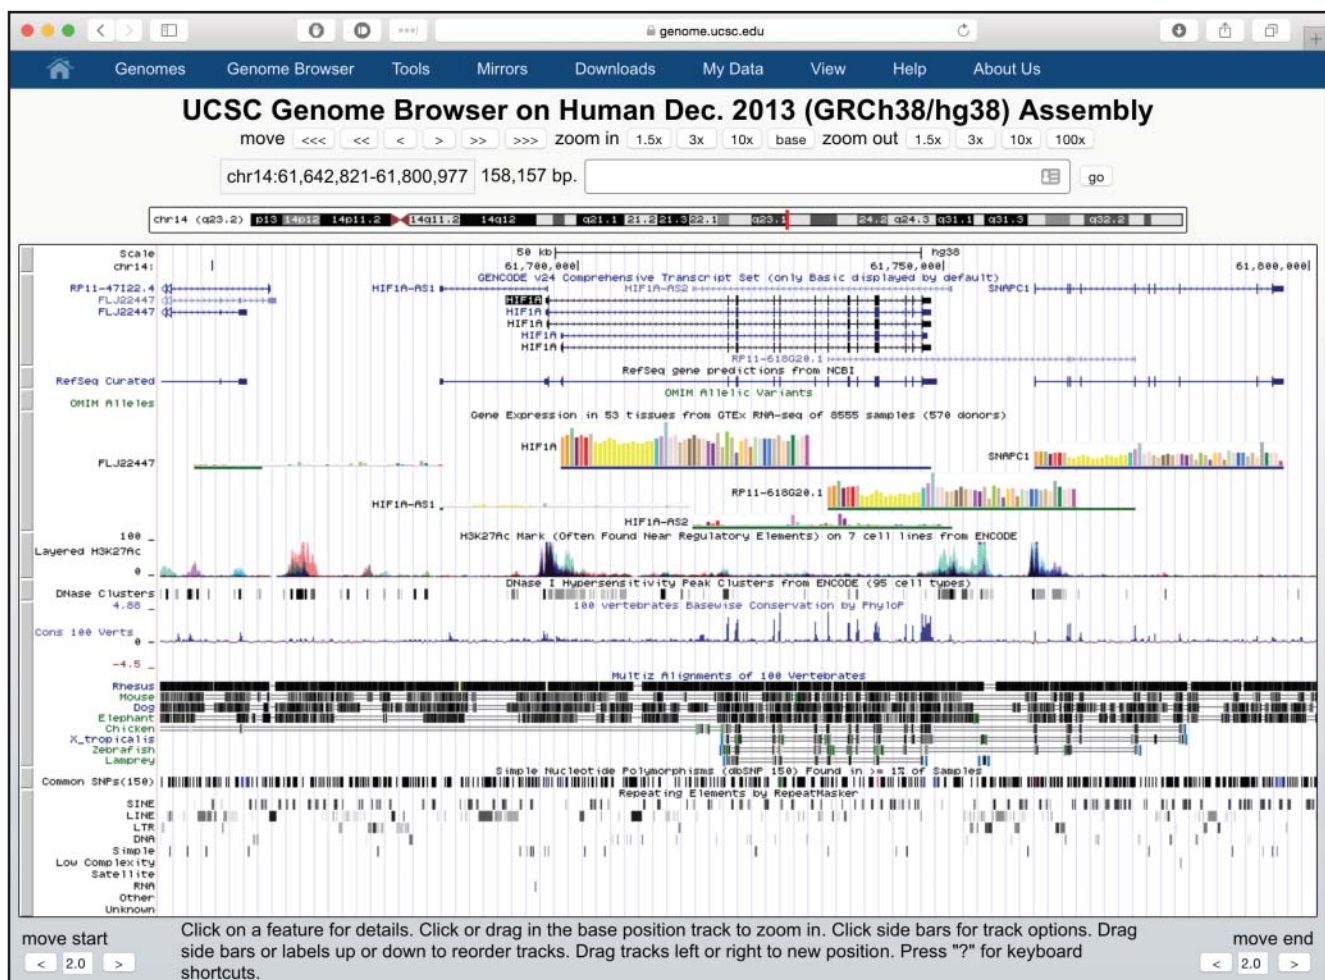 genome.ucsc.edu
Genomes Genome Browser Tools Mirrors Downloads My Data View Help About Us
UCSC Genome Browser on Human Dec. 2013 (GRCh38/hg38) Assembly
move <<< << < > >> >>> zoom in 1.5x 3x 10x base zoom out 1.5x 3x 10x 100x
chr14:61,642,821-61,800,977 158,157 bp. go
chr14 (q23.2) p13 14p12 14p11.2 14q11.2 14q12 q21.1 21.2 21.3 22.1 q23.1 24.2 q24.3 q31.1 q31.3 q32.2
Scale 50 kb hg38
chr14: 61,700,000 61,750,000 61,800,000
GENCODE v24 Comprehensive Transcript Set (only Basic displayed by default)
RP11-47I22.4 HIF1A-AS1 HIF1A-AS2 SNAPC1
FLJ22447 HIF1A
FLJ22447 HIF1A
HIF1A
HIF1A
HIF1A
RP11-618G20.1
RefSeq gene predictions from NCBI
RefSeq Curated
OMIM Allelic Variants
OMIM Alleles
Gene Expression in 53 tissues from GTEx RNA-seq of 8555 samples (570 donors)
HIF1A
FLJ22447 SNAPC1
RP11-618G20.1
HIF1A-AS1
HIF1A-AS2
H3K27Ac Mark (Often Found Near Regulatory Elements) on 7 cell lines from ENCODE
100
Layered H3K27Ac
0
DNase I Hypersensitivity Peak Clusters from ENCODE (95 cell types)
DNase Clusters
100 vertebrates Basewise Conservation by PhyloP
4.88
Cons 100 Verts
0
-4.5
Multiz Alignments of 100 Vertebrates
Rhesus
Mouse
Dog
Elephant
Chicken
X_tropicalis
Zebrafish
Lamprey
Simple Nucleotide Polymorphisms (dbSNP 150) Found in >= 1% of Samples
Common SNPs(150)
Repeating Elements by RepeatMasker
SINE
LINE
LTR
DNA
Simple
Low Complexity
Satellite
RNA
Other
Unknown
move start
< 2.0 >
Click on a feature for details. Click or drag in the base position track to zoom in. Click side bars for track options. Drag
side bars or labels up or down to reorder tracks. Drag tracks left or right to new position. Press "?" for keyboard
shortcuts.
move end
< 2.0 >